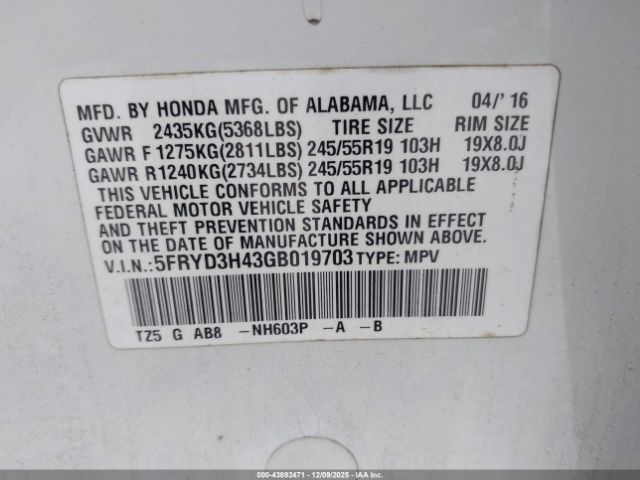 MFD. BY HONDA MFG. OF ALABAMA, LLC 04/'16
GVWR 2435KG(5368LBS) TIRE SIZE RIM SIZE
GAWR F 1275KG(2811LBS) 245/55R19 103H 19X8.0J
GAWR R1240KG(2734LBS) 245/55R19 103H 19X8.0J
THIS VEHICLE CONFORMS TO ALL APPLICABLE
FEDERAL MOTOR VEHICLE SAFETY
AND THEFT PREVENTION STANDARDS IN EFFECT
ON THE DATE OF MANUFACTURE SHOWN ABOVE.
V.I.N.:5FRYD3H43GB019703 TYPE: MPV
TZ5 G AB8 -NH603P -A -B
000-43892471 - 12/09/2025 - IAAI.COM